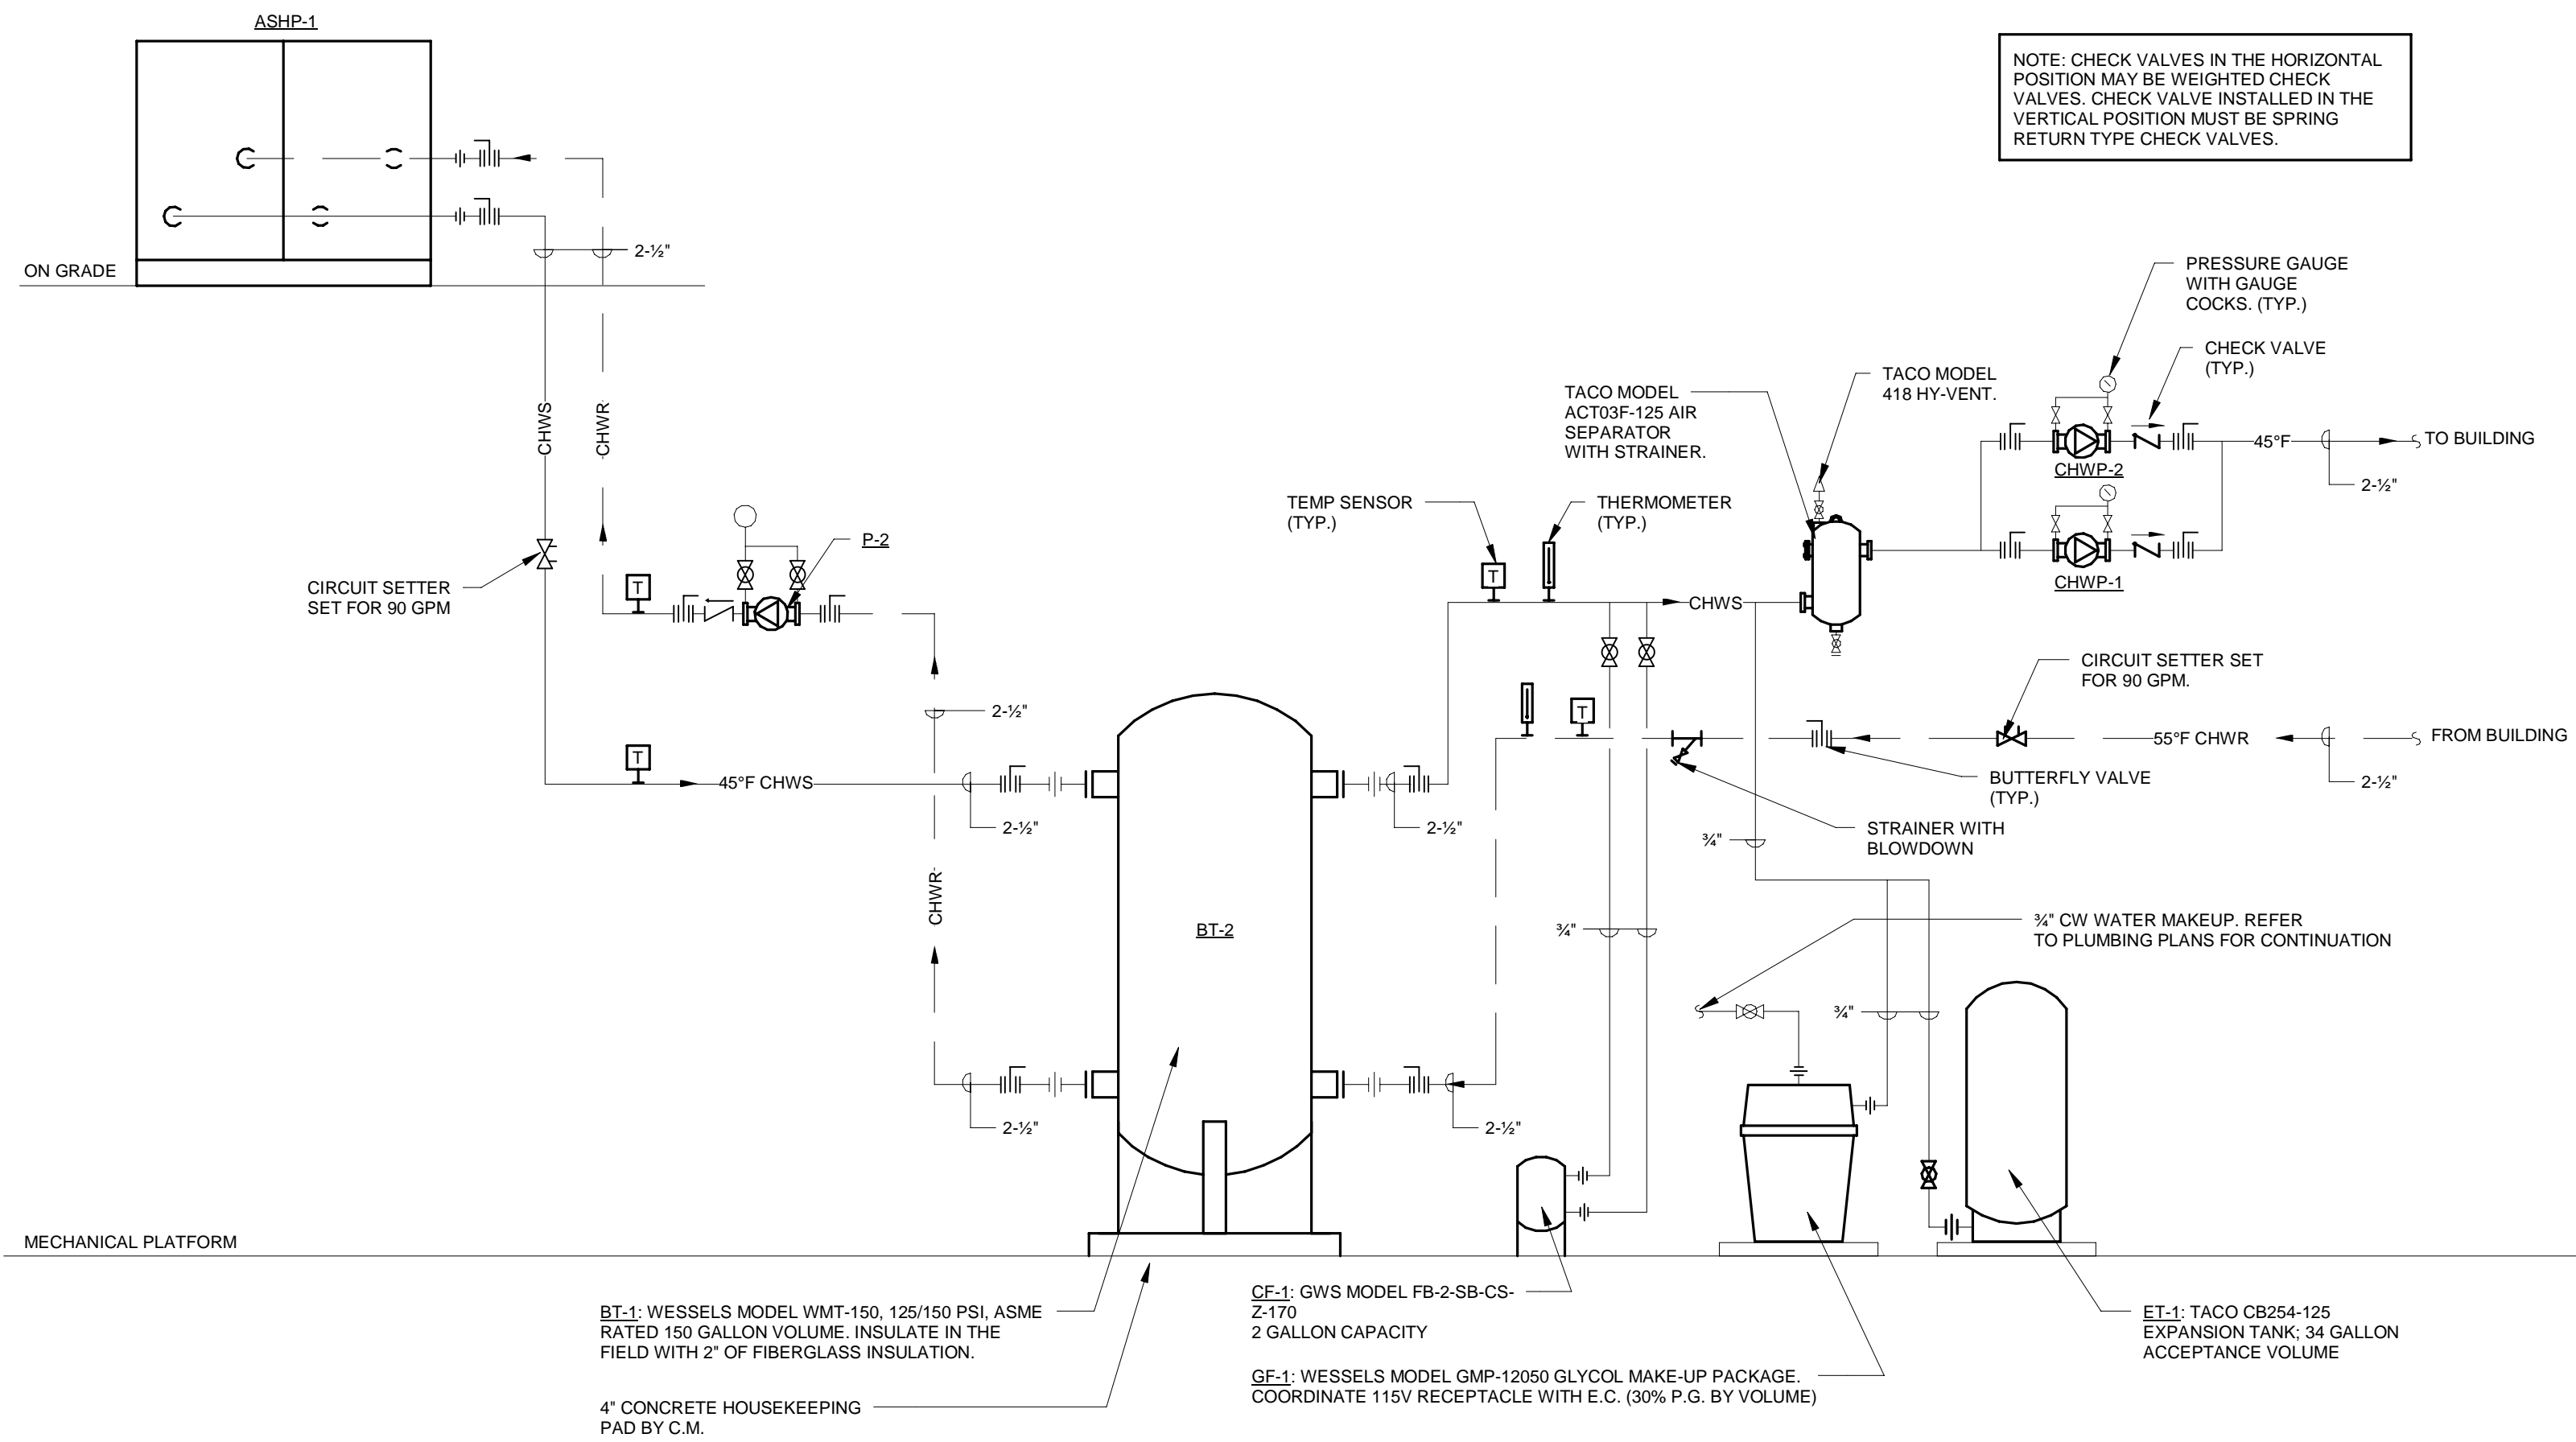 ASHP-1
NOTE: CHECK VALVES IN THE HORIZONTAL
POSITION MAY BE WEIGHTED CHECK
VALVES. CHECK VALVE INSTALLED IN THE
VERTICAL POSITION MUST BE SPRING
RETURN TYPE CHECK VALVES.
2-½"
ON GRADE
PRESSURE GAUGE
WITH GAUGE
COCKS. (TYP.)
CHECK VALVE
(TYP.)
TACO MODEL
418 HY-VENT.
TACO MODEL
ACT03F-125 AIR
SEPARATOR
WITH STRAINER.
CHWS
CHWR
45°F
TO BUILDING
CHWP-2
2-½"
TEMP SENSOR
(TYP.)
THERMOMETER
(TYP.)
P-2
CIRCUIT SETTER
SET FOR 90 GPM
T
T
CHWP-1
CHWS
CIRCUIT SETTER SET
FOR 90 GPM.
2-½"
T
T
55°F CHWR
FROM BUILDING
45°F CHWS
BUTTERFLY VALVE
(TYP.)
2-½"
2-½"
2-½"
STRAINER WITH
BLOWDOWN
¾"
CHWR
BT-2
¾"
¾" CW WATER MAKEUP. REFER
TO PLUMBING PLANS FOR CONTINUATION
¾"
2-½"
2-½"
MECHANICAL PLATFORM
BT-1: WESSELS MODEL WMT-150, 125/150 PSI, ASME
RATED 150 GALLON VOLUME. INSULATE IN THE
FIELD WITH 2" OF FIBERGLASS INSULATION.
CF-1: GWS MODEL FB-2-SB-CS-
Z-170
2 GALLON CAPACITY
ET-1: TACO CB254-125
EXPANSION TANK; 34 GALLON
ACCEPTANCE VOLUME
GF-1: WESSELS MODEL GMP-12050 GLYCOL MAKE-UP PACKAGE.
COORDINATE 115V RECEPTACLE WITH E.C. (30% P.G. BY VOLUME)
4" CONCRETE HOUSEKEEPING
PAD BY C.M.